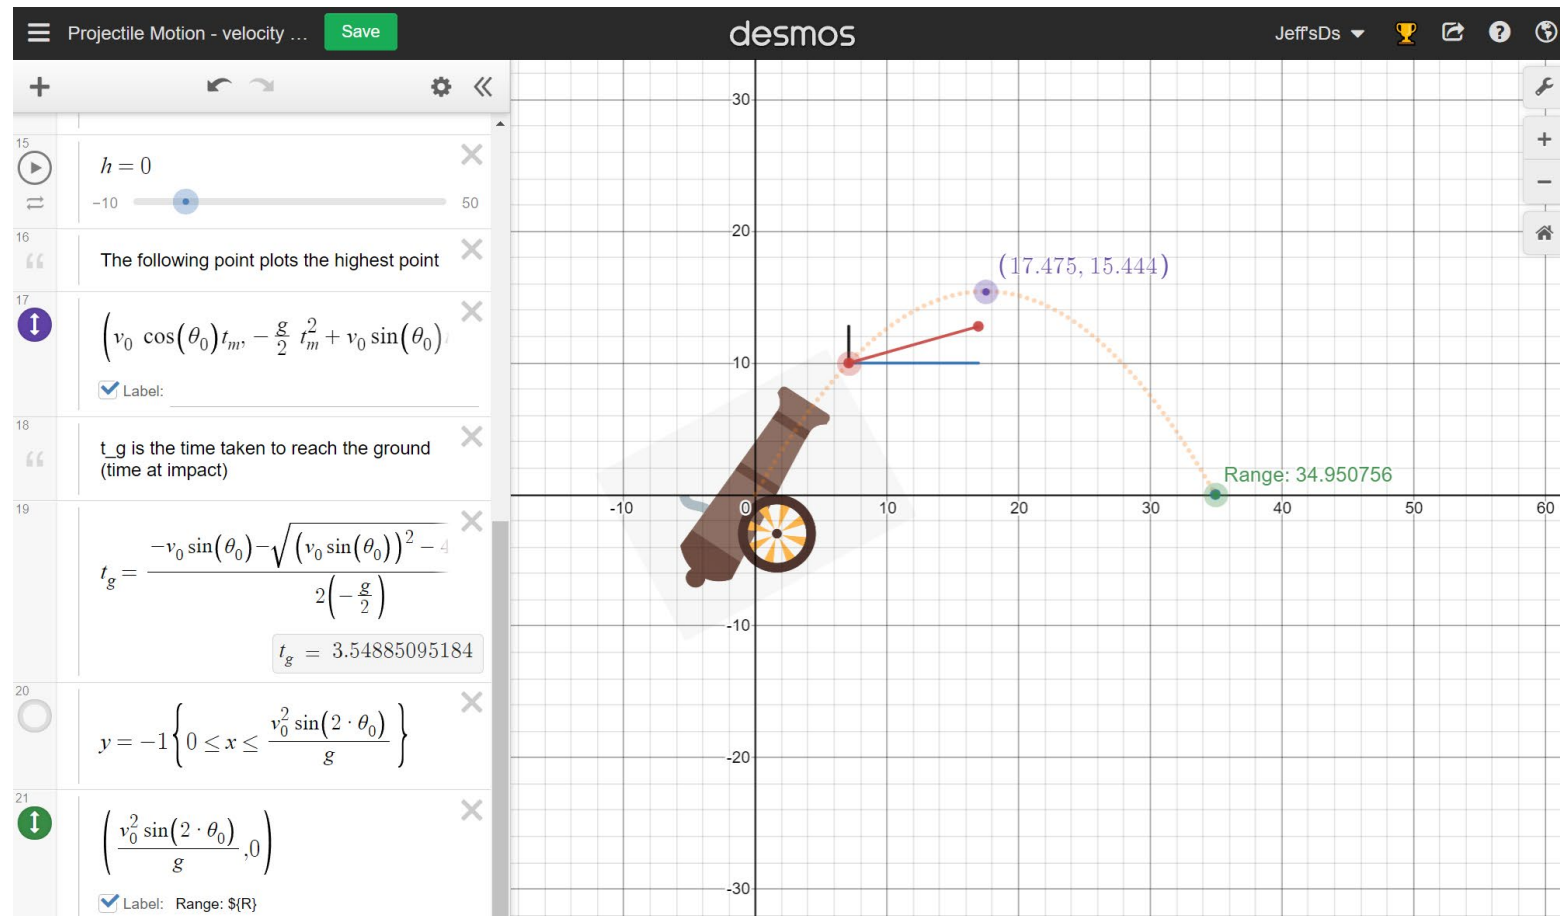 Projectile Motion - velocity ...
Save
desmos
Jeff'sDs
15
h = 0
-10
50
16
The following point plots the highest point
17
(v₀ cos(θ₀)tₘ, − g/2 tₘ² + v₀ sin(θ₀)
Label:
18
t_g is the time taken to reach the ground
(time at impact)
19
t_g = (−v₀ sin(θ₀)−√((v₀ sin(θ₀))² − 4 / 2(−g/2)
t_g = 3.54885095184
20
y = −1{0 ≤ x ≤ v₀² sin(2 · θ₀) / g}
21
(v₀² sin(2 · θ₀) / g ,0)
Label: Range: ${R}
30
20
(17.475, 15.444)
10
Range: 34.950756
-10
0
10
20
30
40
50
60
-10
-20
-30